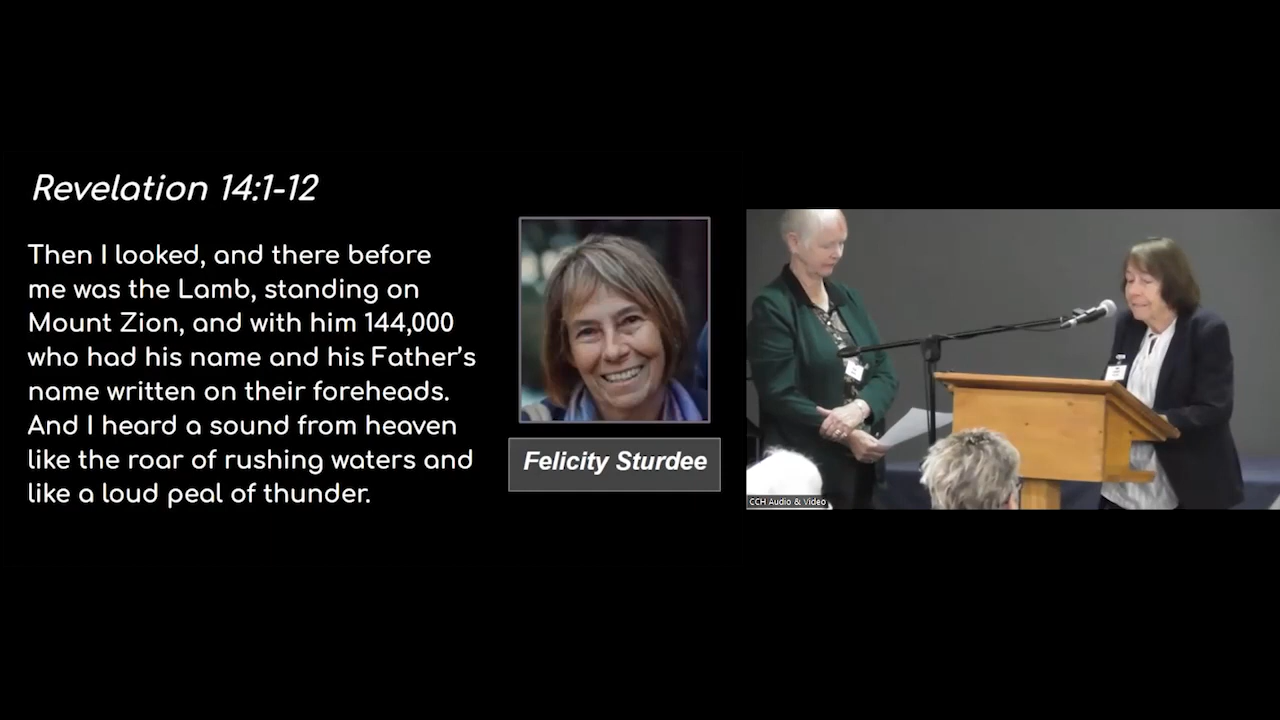 Revelation 14:1-12
Then I looked, and there before
me was the Lamb, standing on
Mount Zion, and with him 144,000
who had his name and his Father's
name written on their foreheads.
And I heard a sound from heaven
like the roar of rushing waters and
like a loud peal of thunder.
Felicity Sturdee
CCH Audio & Video